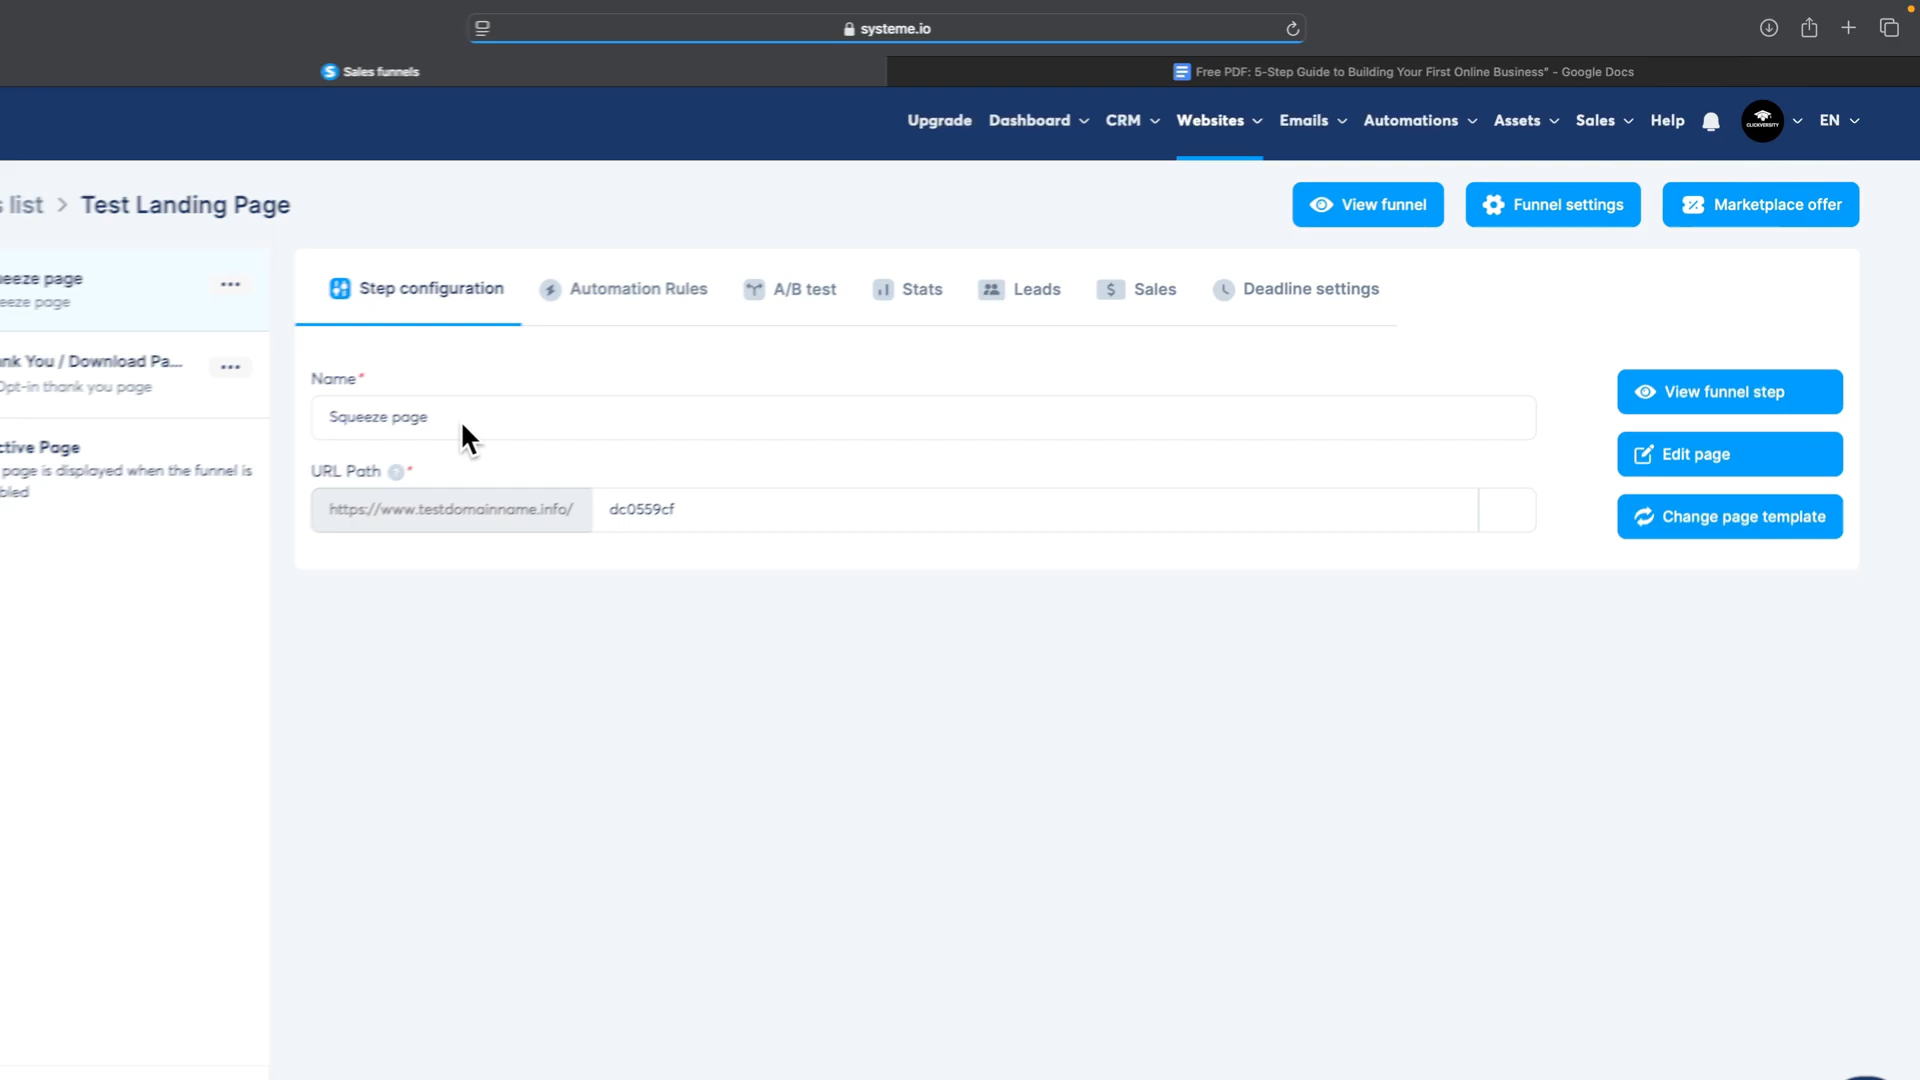 systeme.io
Sales funnels
Free PDF: 5-Step Guide to Building Your First Online Business" - Google Docs
Upgrade Dashboard CRM Websites Emails Automations Assets Sales Help CLICKVERSITY EN
s list > Test Landing Page
View funnel Funnel settings Marketplace offer
ueeze page
eeze page
ank You / Download Pa...
Opt-in thank you page
ctive Page
page is displayed when the funnel is
bled
Step configuration Automation Rules A/B test Stats Leads $ Sales Deadline settings
Name*
Squeeze page
URL Path ? *
https://www.testdomainname.info/ dc0559cf
View funnel step
Edit page
Change page template